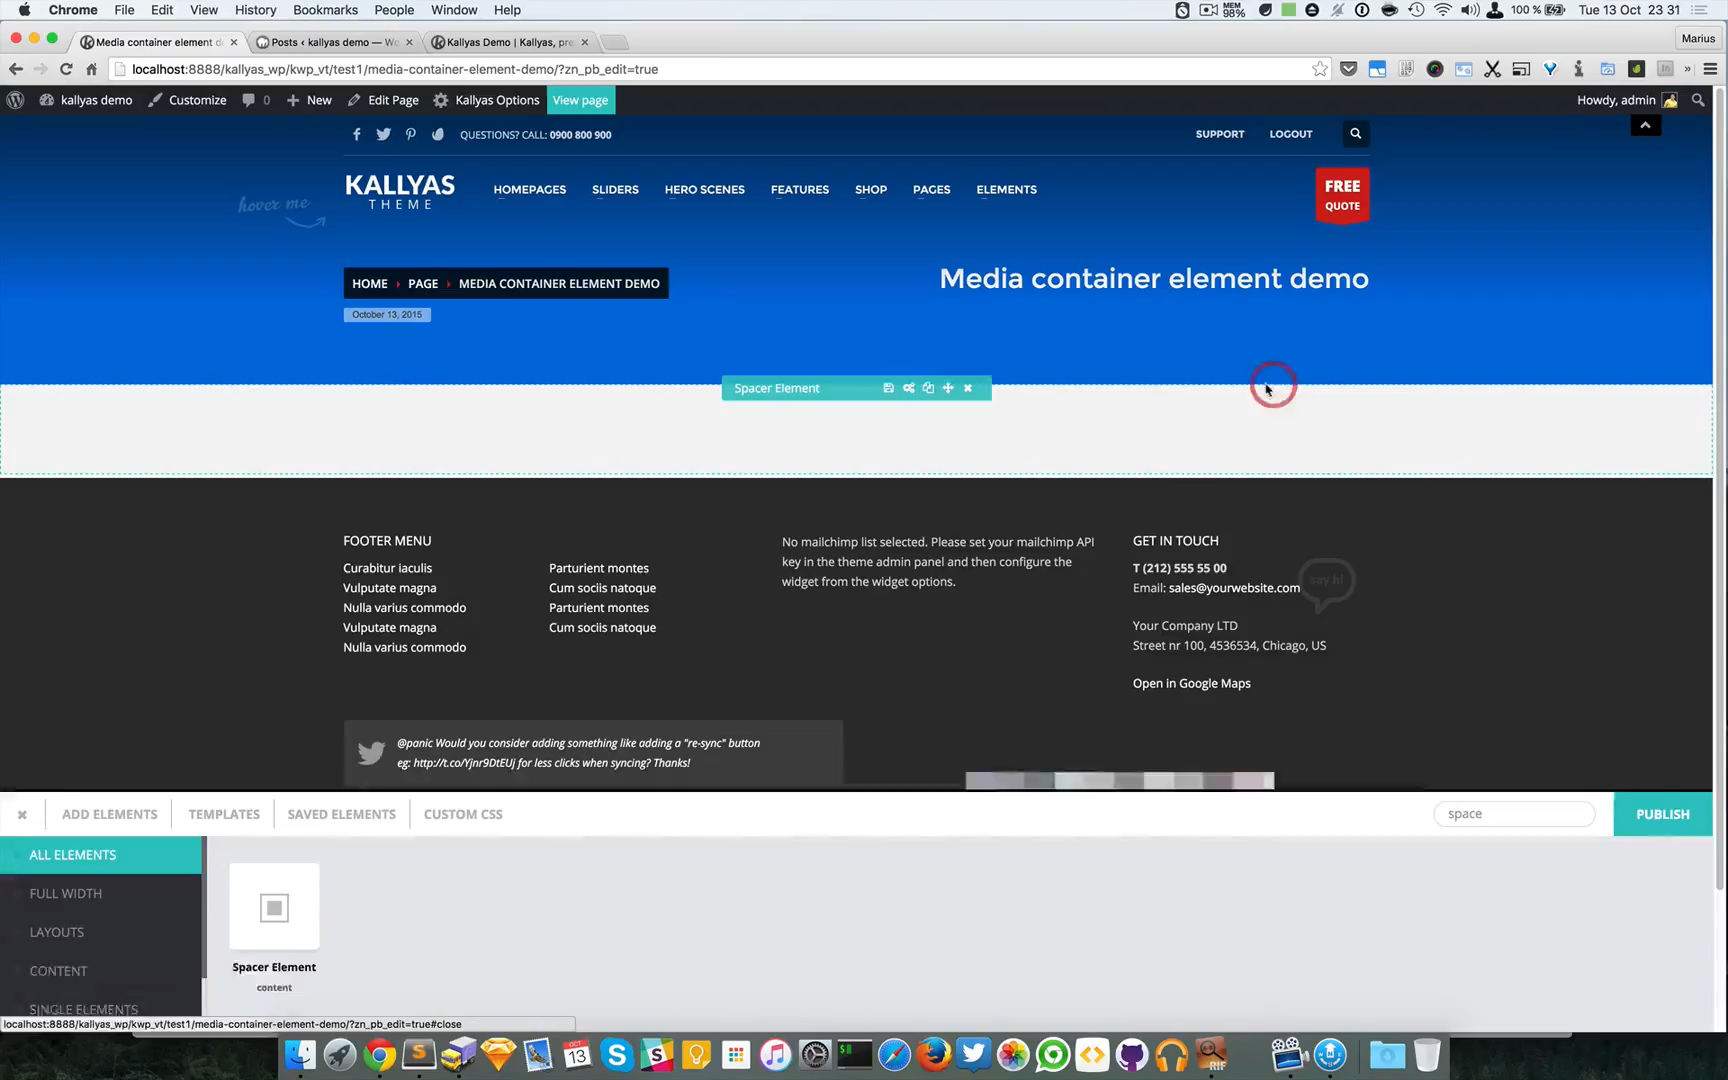 Chrome File Edit View History Bookmarks People Window Help MEM 98% 100% Tue 13 Oct 23 31
Media container element d Posts ‹ kallyas demo — Wo Kallyas Demo | Kallyas, pre Marius
localhost:8888/kallyas_wp/kwp_vt/test1/media-container-element-demo/?zn_pb_edit=true
kallyas demo Customize 0 New Edit Page Kallyas Options View page Howdy, admin
QUESTIONS? CALL: 0900 800 900 SUPPORT LOGOUT
KALLYAS
THEME
hover me
HOMEPAGES SLIDERS HERO SCENES FEATURES SHOP PAGES ELEMENTS
FREE
QUOTE
HOME PAGE MEDIA CONTAINER ELEMENT DEMO
Media container element demo
October 13, 2015
Spacer Element
FOOTER MENU
Curabitur iaculis
Vulputate magna
Nulla varius commodo
Vulputate magna
Nulla varius commodo
Parturient montes
Cum sociis natoque
Parturient montes
Cum sociis natoque
No mailchimp list selected. Please set your mailchimp API
key in the theme admin panel and then configure the
widget from the widget options.
GET IN TOUCH
T (212) 555 55 00
Email: sales@yourwebsite.com
say hi
Your Company LTD
Street nr 100, 4536534, Chicago, US
Open in Google Maps
@panic Would you consider adding something like adding a "re-sync" button
eg: http://t.co/Yjnr9DtEUj for less clicks when syncing? Thanks!
ADD ELEMENTS TEMPLATES SAVED ELEMENTS CUSTOM CSS space PUBLISH
ALL ELEMENTS
FULL WIDTH
LAYOUTS
CONTENT
SINGLE ELEMENTS
Spacer Element
content
localhost:8888/kallyas_wp/kwp_vt/test1/media-container-element-demo/?zn_pb_edit=true#close
OCT
13
RIF